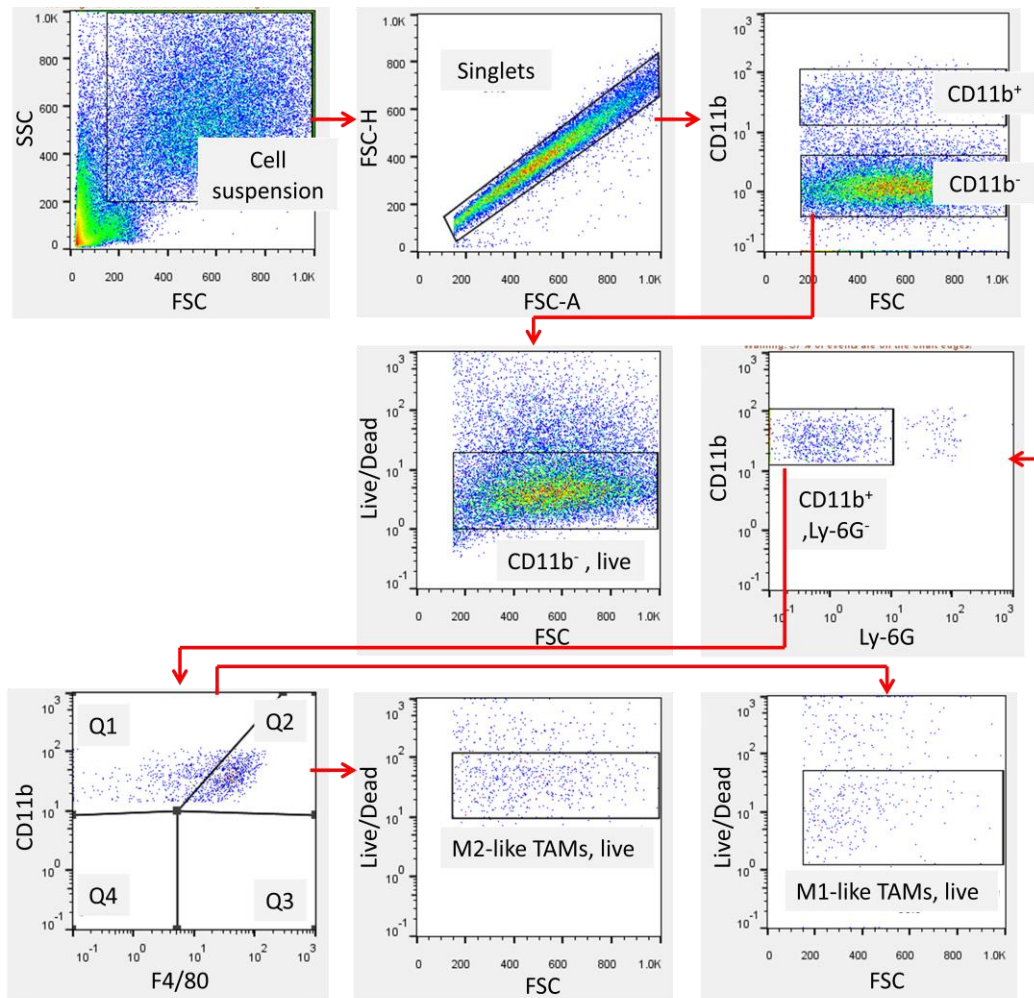 1.0K
800
600
400
200
0
SSC
Cell
suspension
0 200 400 600 800 1.0K
FSC
1.0K
800
600
400
200
0
FSC-H
Singlets
0 200 400 600 800 1.0K
FSC-A
10³
10²
10¹
10⁰
10⁻¹
CD11b
CD11b⁺
CD11b⁻
0 200 400 600 800 1.0K
FSC
10³
10²
10¹
10⁰
10⁻¹
Live/Dead
CD11b⁻ , live
0 200 400 600 800 1.0K
FSC
10³
10²
10¹
10⁰
10⁻¹
CD11b
CD11b⁺
,Ly-6G⁻
10⁻¹ 10⁰ 10¹ 10² 10³
Ly-6G
10³
10²
10¹
10⁰
10⁻¹
CD11b
Q1 Q2
Q4 Q3
10⁻¹ 10⁰ 10¹ 10² 10³
F4/80
10³
10²
10¹
10⁰
10⁻¹
Live/Dead
M2-like TAMs, live
0 200 400 600 800 1.0K
FSC
10³
10²
10¹
10⁰
10⁻¹
Live/Dead
M1-like TAMs, live
0 200 400 600 800 1.0K
FSC